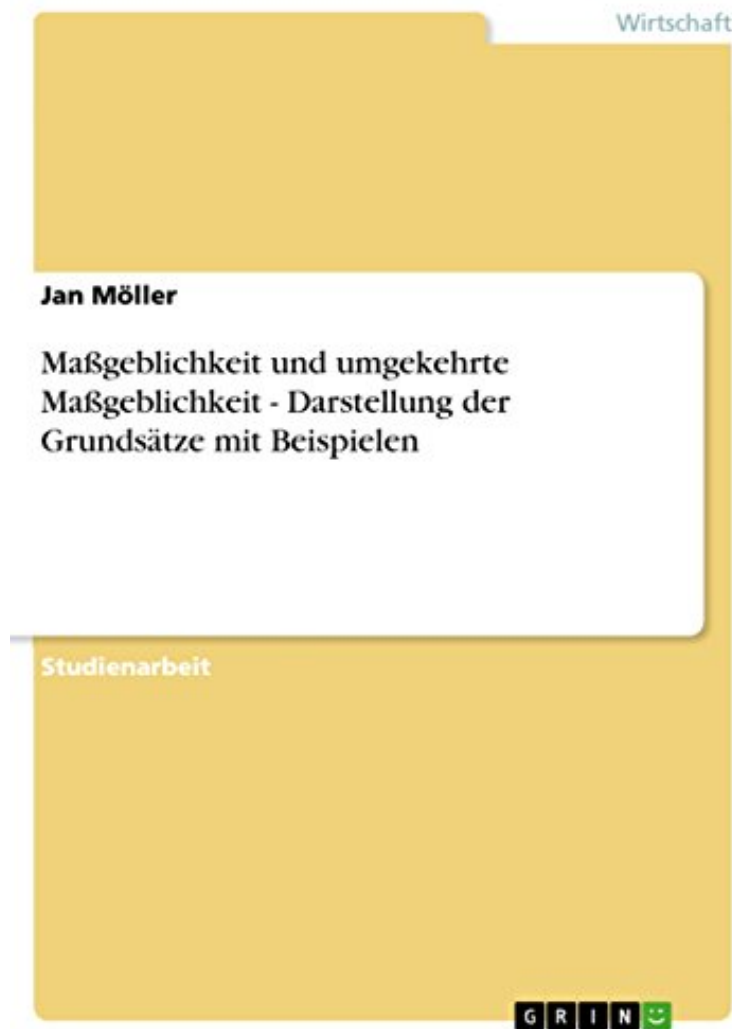 Wirtschaft
Jan Möller
Maßgeblichkeit und umgekehrte
Maßgeblichkeit - Darstellung der
Grundsätze mit Beispielen
Studienarbeit
GRIN